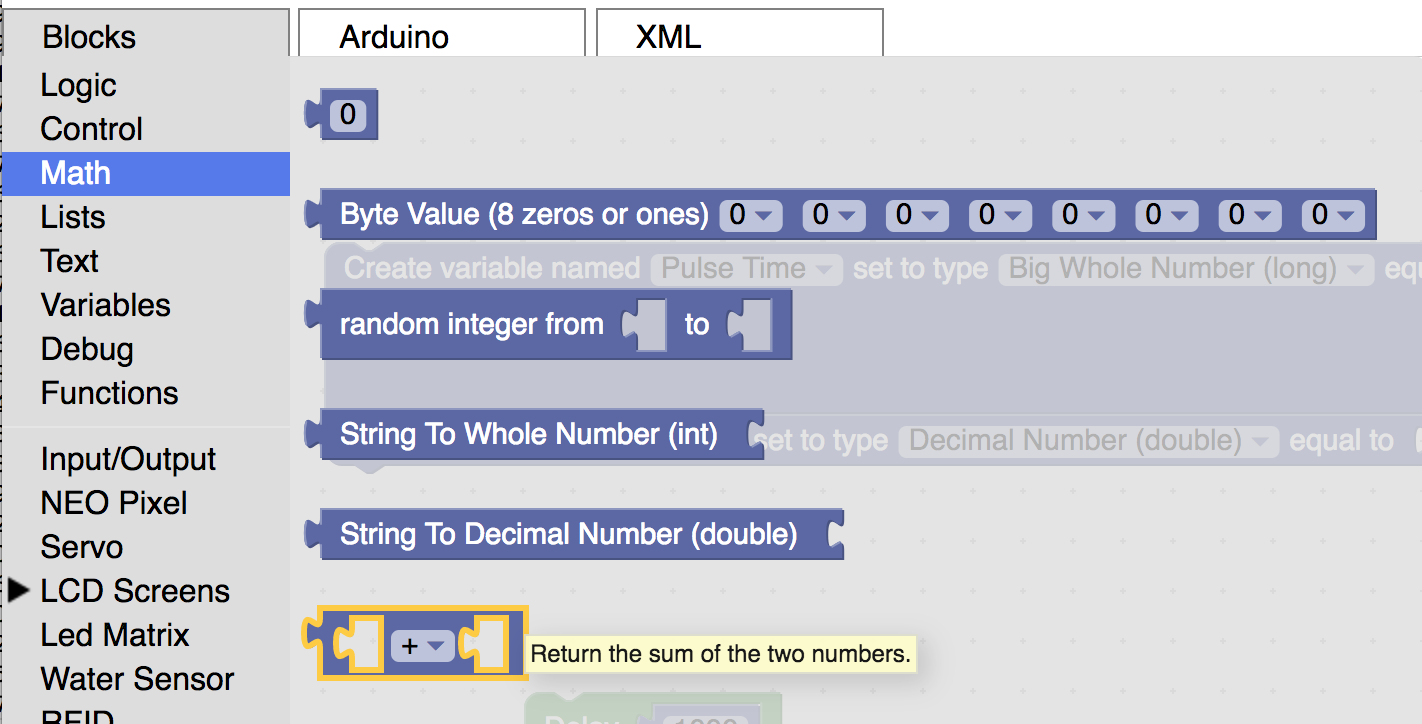 Blocks
Arduino
XML
Logic
Control
Math
Lists
Text
Variables
Debug
Functions
Input/Output
NEO Pixel
Servo
LCD Screens
Led Matrix
Water Sensor
RFID
0
Byte Value (8 zeros or ones) 0 0 0 0 0 0 0 0
Create variable named Pulse Time set to type Big Whole Number (long) equ
random integer from to
String To Whole Number (int)
set to type Decimal Number (double) equal to
String To Decimal Number (double)
+
Return the sum of the two numbers.
Delay 1000